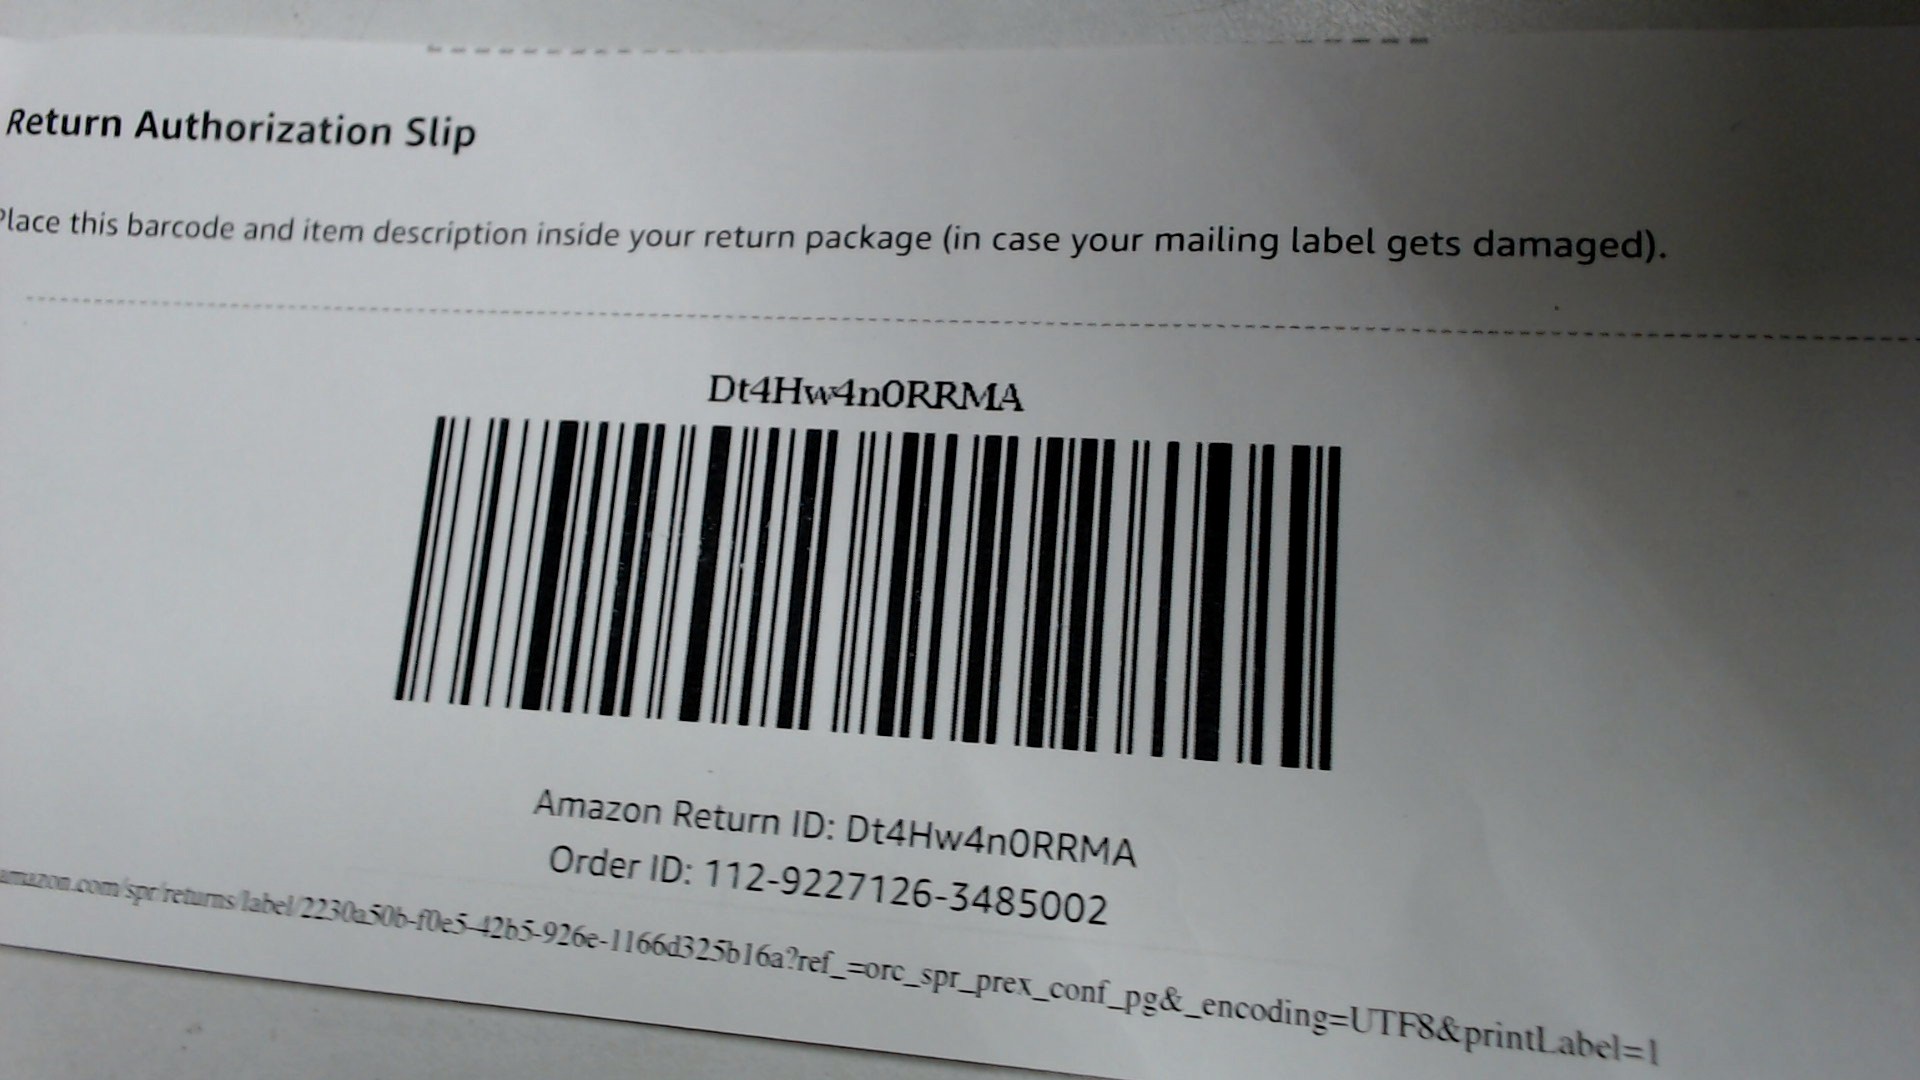 Return Authorization Slip
Place this barcode and item description inside your return package (in case your mailing label gets damaged).
Dt4Hw4n0RRMA
Amazon Return ID: Dt4Hw4n0RRMA
Order ID: 112-9227126-3485002
amazon.com/spr/returns/label/2230a50b-f0e5-42b5-926e-1166d325b16a?ref_=orc_spr_prex_conf_pg&_encoding=UTF8&printLabel=1